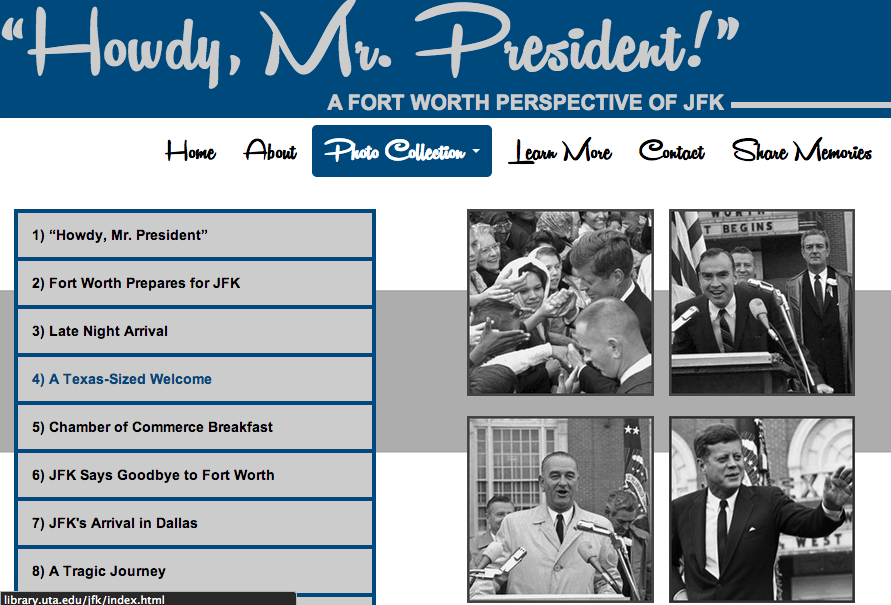 “Howdy, Mr. President!”
A FORT WORTH PERSPECTIVE OF JFK
Home About Photo Collection Learn More Contact Share Memories
1) “Howdy, Mr. President”
2) Fort Worth Prepares for JFK
3) Late Night Arrival
4) A Texas-Sized Welcome
5) Chamber of Commerce Breakfast
6) JFK Says Goodbye to Fort Worth
7) JFK's Arrival in Dallas
8) A Tragic Journey
WORTH
T BEGINS
WEST
library.uta.edu/jfk/index.html